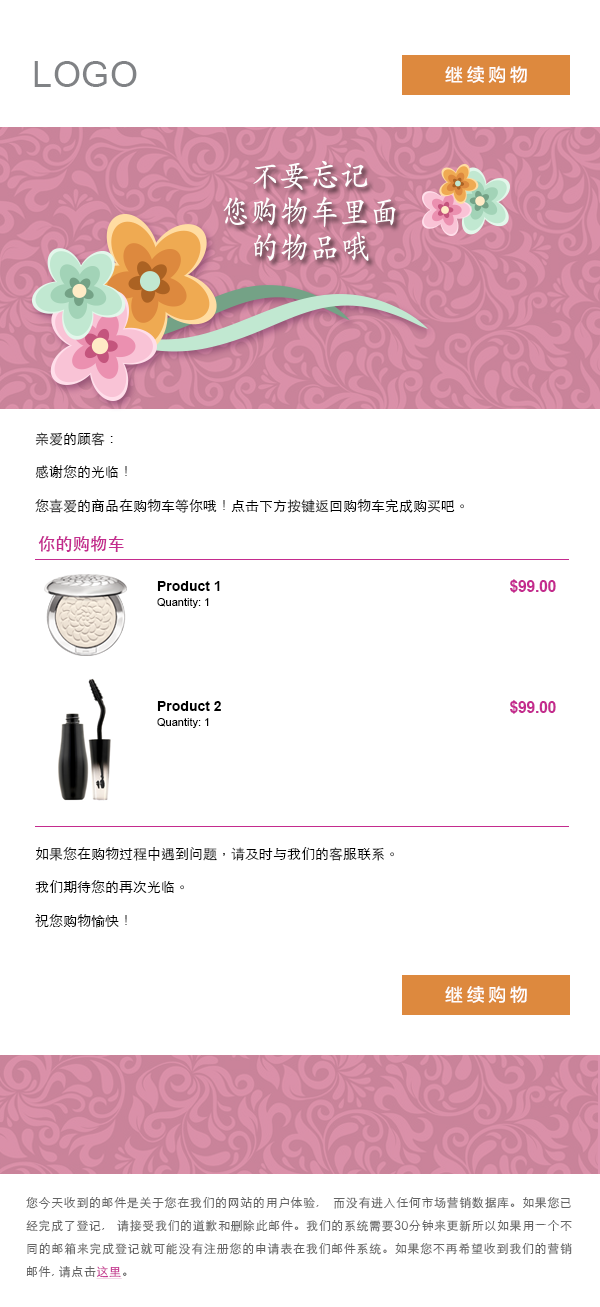 LOGO
继续购物
不要忘记
您购物车里面
的物品哦
亲爱的顾客：
感谢您的光临！
您喜爱的商品在购物车等你哦！点击下方按键返回购物车完成购买吧。
你的购物车
Product 1
$99.00
Quantity: 1
Product 2
$99.00
Quantity: 1
如果您在购物过程中遇到问题，请及时与我们的客服联系。
我们期待您的再次光临。
祝您购物愉快！
继续购物
您今天收到的邮件是关于您在我们的网站的用户体验， 而没有进入任何市场营销数据库。如果您已
经完成了登记， 请接受我们的道歉和删除此邮件。我们的系统需要30分钟来更新所以如果用一个不
同的邮箱来完成登记就可能没有注册您的申请表在我们邮件系统。如果您不再希望收到我们的营销
邮件, 请点击这里。